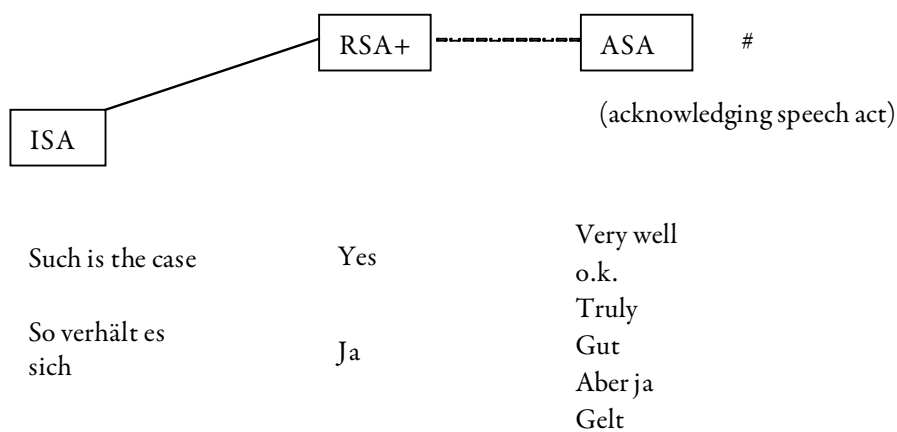 RSA+
ASA
#
ISA
(acknowledging speech act)
Such is the case
Yes
Very well
o.k.
Truly
So verhält es
sich
Ja
Gut
Aber ja
Gelt